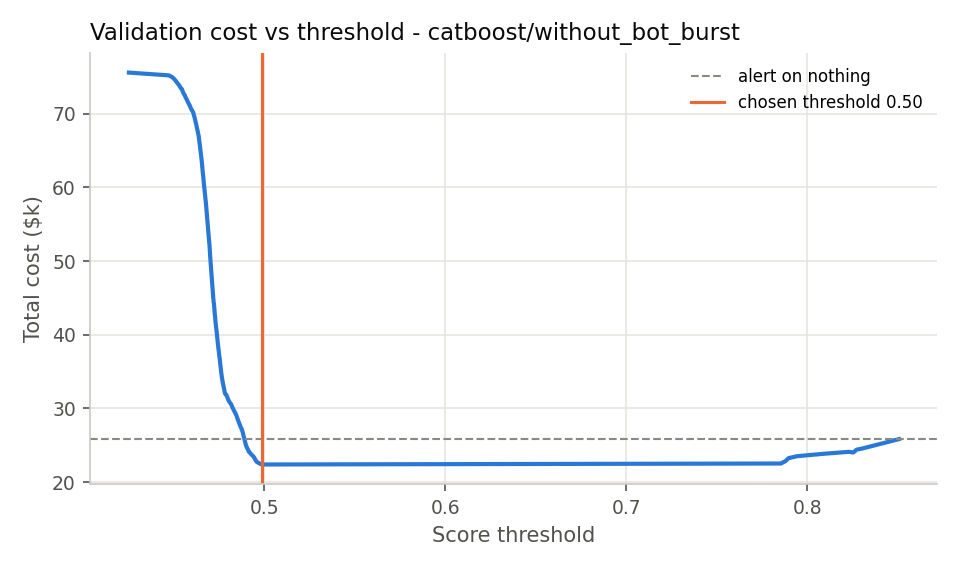 Validation cost vs threshold - catboost/without_bot_burst
alert on nothing
chosen threshold 0.50
Total cost ($k)
70
60
50
40
30
20
0.5
0.6
0.7
0.8
Score threshold